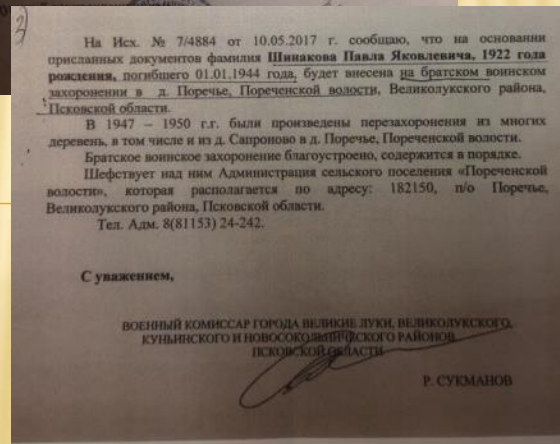 2
На Исх. № 7/4884 от 10.05.2017 г. сообщаю, что на основании
присланных документов фамилия Шинакова Павла Яковлевича, 1922 года
рождения, погибшего 01.01.1944 года, будет внесена на братском воинском
захоронении в д. Поречье, Пореченской волости, Великолукского района,
Псковской области.
В 1947 – 1950 г.г. были произведены перезахоронения из многих
деревень, в том числе и из д. Сапроново в д. Поречье, Пореченской волости.
Братское воинское захоронение благоустроено, содержится в порядке.
Шефствует над ним Администрация сельского поселения «Пореченской
волости», которая располагается по адресу: 182150, п/о Поречье,
Великолукского района, Псковской области.
Тел. Адм. 8(81153) 24-242.
С уважением,
ВОЕННЫЙ КОМИССАР ГОРОДА ВЕЛИКИЕ ЛУКИ, ВЕЛИКОЛУКСКОГО,
КУНЬИНСКОГО И НОВОСОКОЛЬНИЧЕСКОГО РАЙОНОВ
ПСКОВСКОЙ ОБЛАСТИ
Р. СУКМАНОВ